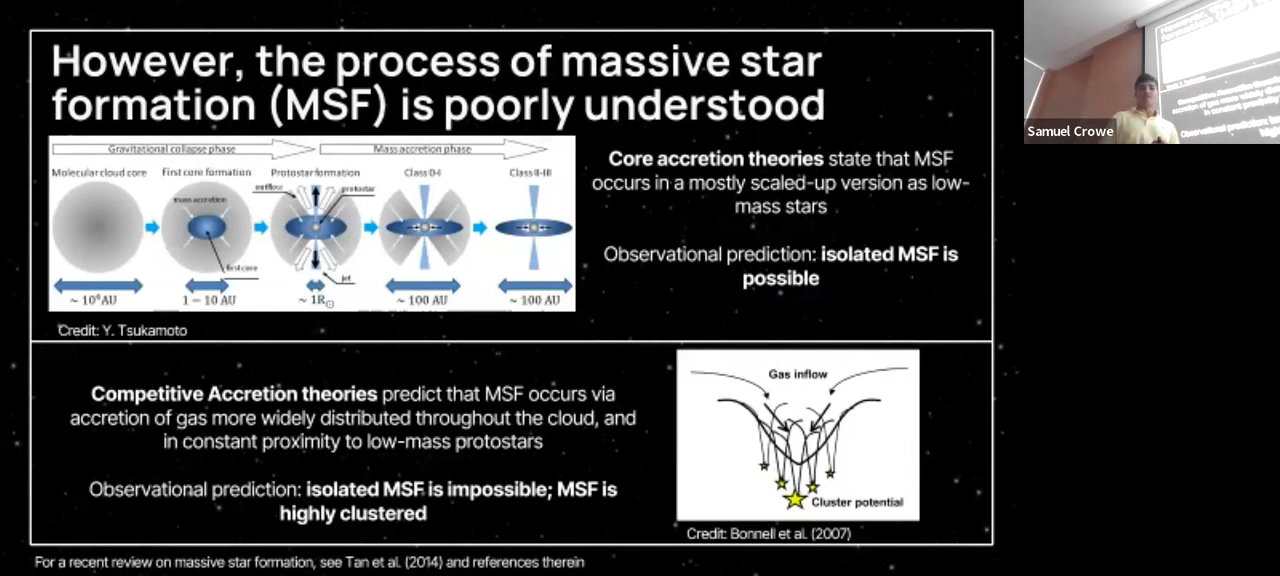 However, the process of massive star
formation (MSF) is poorly understood
Gravitational collapse phase
Mass accretion phase
Molecular cloud core
First core formation
Protostar formation
Class 0-I
Class II-III
outflow
protostar
mass accretion
first core
jet
~ 10⁴AU
1 − 10 AU
~ 1R⊙
~ 100 AU
~ 100 AU
Credit: Y. Tsukamoto
Core accretion theories state that MSF
occurs in a mostly scaled-up version as low-
mass stars
Observational prediction: isolated MSF is
possible
Competitive Accretion theories predict that MSF occurs via
accretion of gas more widely distributed throughout the cloud, and
in constant proximity to low-mass protostars
Observational prediction: isolated MSF is impossible; MSF is
highly clustered
Gas inflow
Cluster potential
Credit: Bonnell et al. (2007)
For a recent review on massive star formation, see Tan et al. (2014) and references therein
Samuel Crowe